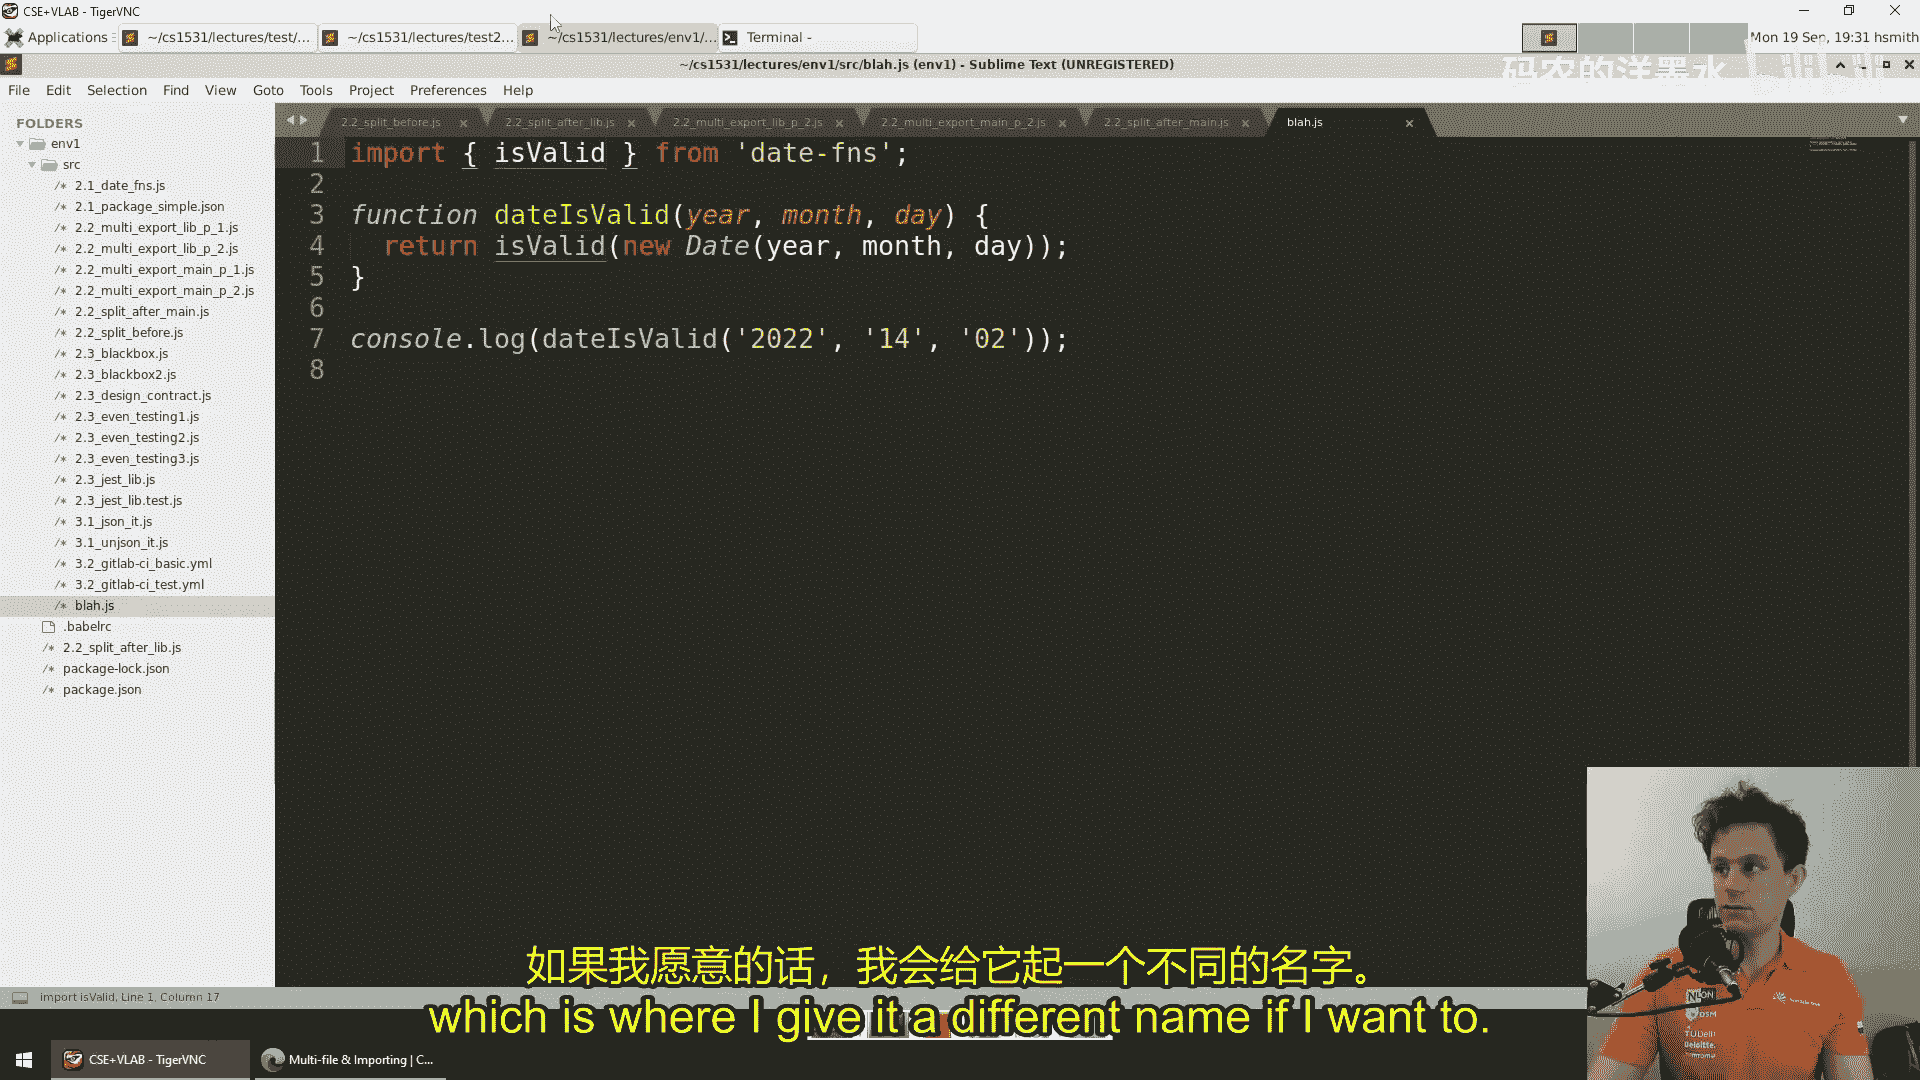 CSE+VLAB - TigerVNC
Applications
~/cs1531/lectures/test/...
~/cs1531/lectures/test2...
~/cs1531/lectures/env1/...
Terminal -
Mon 19 Sep, 19:31 hsmith
~/cs1531/lectures/env1/src/blah.js (env1) - Sublime Text (UNREGISTERED)
码农的洋墨水
File Edit Selection Find View Goto Tools Project Preferences Help
FOLDERS
env1
src
/* 2.1_date_fns.js
/* 2.1_package_simple.json
/* 2.2_multi_export_lib_p_1.js
/* 2.2_multi_export_lib_p_2.js
/* 2.2_multi_export_main_p_1.js
/* 2.2_multi_export_main_p_2.js
/* 2.2_split_after_main.js
/* 2.2_split_before.js
/* 2.3_blackbox.js
/* 2.3_blackbox2.js
/* 2.3_design_contract.js
/* 2.3_even_testing1.js
/* 2.3_even_testing2.js
/* 2.3_even_testing3.js
/* 2.3_jest_lib.js
/* 2.3_jest_lib.test.js
/* 3.1_json_it.js
/* 3.1_unjson_it.js
/* 3.2_gitlab-ci_basic.yml
/* 3.2_gitlab-ci_test.yml
/* blah.js
.babelrc
/* 2.2_split_after_lib.js
/* package-lock.json
/* package.json
2.2_split_before.js
2.2_split_after_lib.js
2.2_multi_export_lib_p_2.js
2.2_multi_export_main_p_2.js
2.2_split_after_main.js
blah.js
1 import { isValid } from 'date-fns';
2
3 function dateIsValid(year, month, day) {
4   return isValid(new Date(year, month, day));
5 }
6
7 console.log(dateIsValid('2022', '14', '02'));
8
如果我愿意的话，我会给它起一个不同的名字。
which is where I give it a different name if I want to.
import isValid, Line 1, Column 17
CSE+VLAB - TigerVNC
Multi-file & Importing | C...